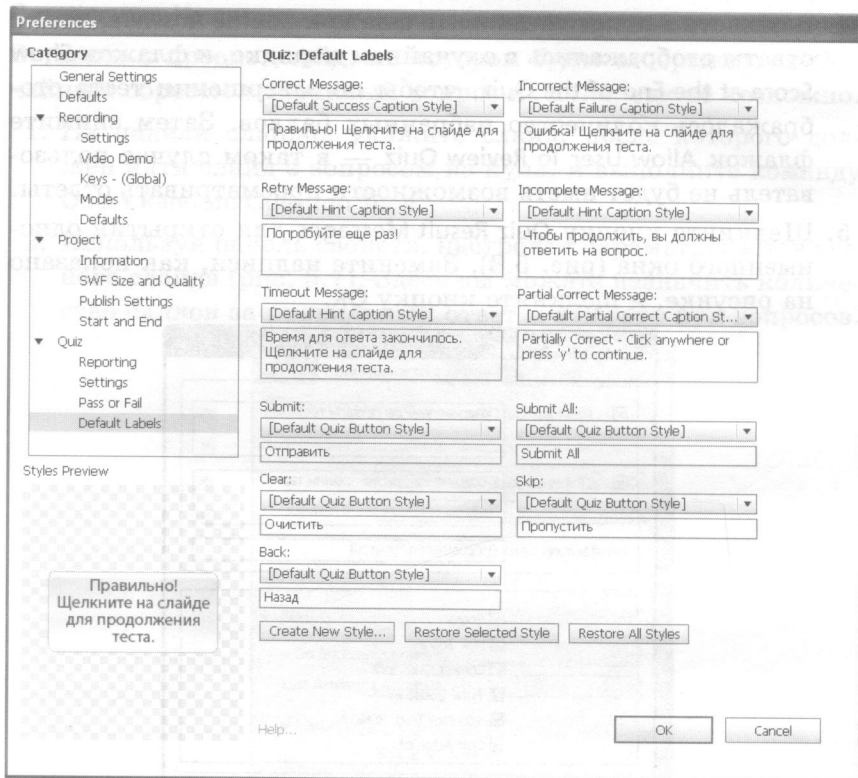 Preferences
Category
General Settings
Defaults
Recording
Settings
Video Demo
Keys - (Global)
Modes
Defaults
Project
Information
SWF Size and Quality
Publish Settings
Start and End
Quiz
Reporting
Settings
Pass or Fail
Default Labels
Styles Preview
Правильно!
Щелкните на слайде
для продолжения
теста.
Quiz: Default Labels
Correct Message:
[Default Success Caption Style]
Правильно! Щелкните на слайде для
продолжения теста.
Incorrect Message:
[Default Failure Caption Style]
Ошибка! Щелкните на слайде для
продолжения теста.
Retry Message:
[Default Hint Caption Style]
Попробуйте еще раз
Incomplete Message:
[Default Hint Caption Style]
Чтобы продолжить, вы должны
ответить на вопрос.
Timeout Message:
[Default Hint Caption Style]
Время для ответа закончилось.
Щелкните на слайде для
продолжения теста.
Partial Correct Message:
[Default Partial Correct Caption St...
Partially Correct - Click anywhere or
press 'y' to continue.
Submit:
[Default Quiz Button Style]
Отправить
Submit All:
[Default Quiz Button Style]
Submit All
Clear:
[Default Quiz Button Style]
Очистить
Skip:
[Default Quiz Button Style]
Пропустить
Back:
[Default Quiz Button Style]
Назад
Create New Style...
Restore Selected Style
Restore All Styles
Help...
OK
Cancel